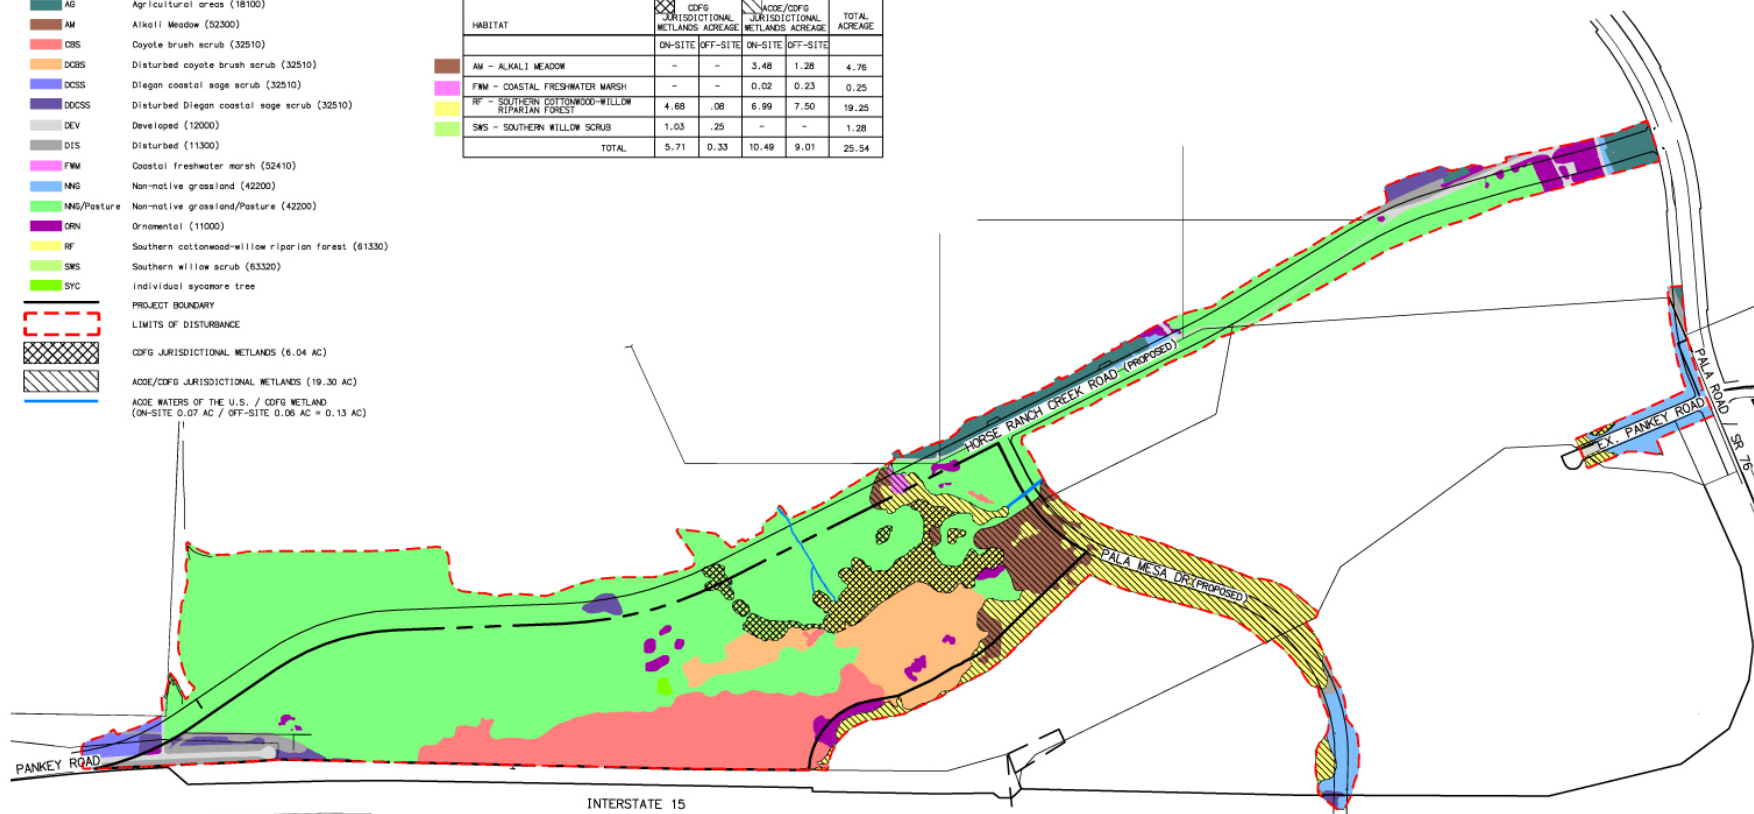 AG Agricultural areas (18100)
AM Alkali Meadow (52300)
CBS Coyote brush scrub (32510)
DCBS Disturbed coyote brush scrub (32510)
DCSS Diegan coastal sage scrub (32510)
DDCSS Disturbed Diegan coastal sage scrub (32510)
DEV Developed (12000)
DIS Disturbed (11300)
FWM Coastal freshwater marsh (52410)
NNG Non-native grassland (42200)
NNG/Pasture Non-native grassland/Pasture (42200)
ORN Ornamental (11000)
RF Southern cottonwood-willow riparian forest (61330)
SWS Southern willow scrub (63320)
SYC individual sycamore tree
PROJECT BOUNDARY
LIMITS OF DISTURBANCE
CDFG JURISDICTIONAL WETLANDS (6.04 AC)
ACOE/CDFG JURISDICTIONAL WETLANDS (19.30 AC)
ACOE WATERS OF THE U.S. / CDFG WETLAND
(ON-SITE 0.07 AC / OFF-SITE 0.06 AC = 0.13 AC)
HABITAT
CDFG
JURISDICTIONAL
WETLANDS ACREAGE
ACOE/CDFG
JURISDICTIONAL
WETLANDS ACREAGE
TOTAL
ACREAGE
ON-SITE OFF-SITE ON-SITE OFF-SITE
AM - ALKALI MEADOW - - 3.48 1.28 4.76
FWM - COASTAL FRESHWATER MARSH - - 0.02 0.23 0.25
RF - SOUTHERN COTTONWOOD-WILLOW
RIPARIAN FOREST 4.68 .08 6.99 7.50 19.25
SWS - SOUTHERN WILLOW SCRUB 1.03 .25 - - 1.28
TOTAL 5.71 0.33 10.49 9.01 25.54
HORSE RANCH CREEK ROAD (PROPOSED)
PALA ROAD / SR 76
EX. PANKEY ROAD
PALA MESA DR (PROPOSED)
PANKEY ROAD
INTERSTATE 15